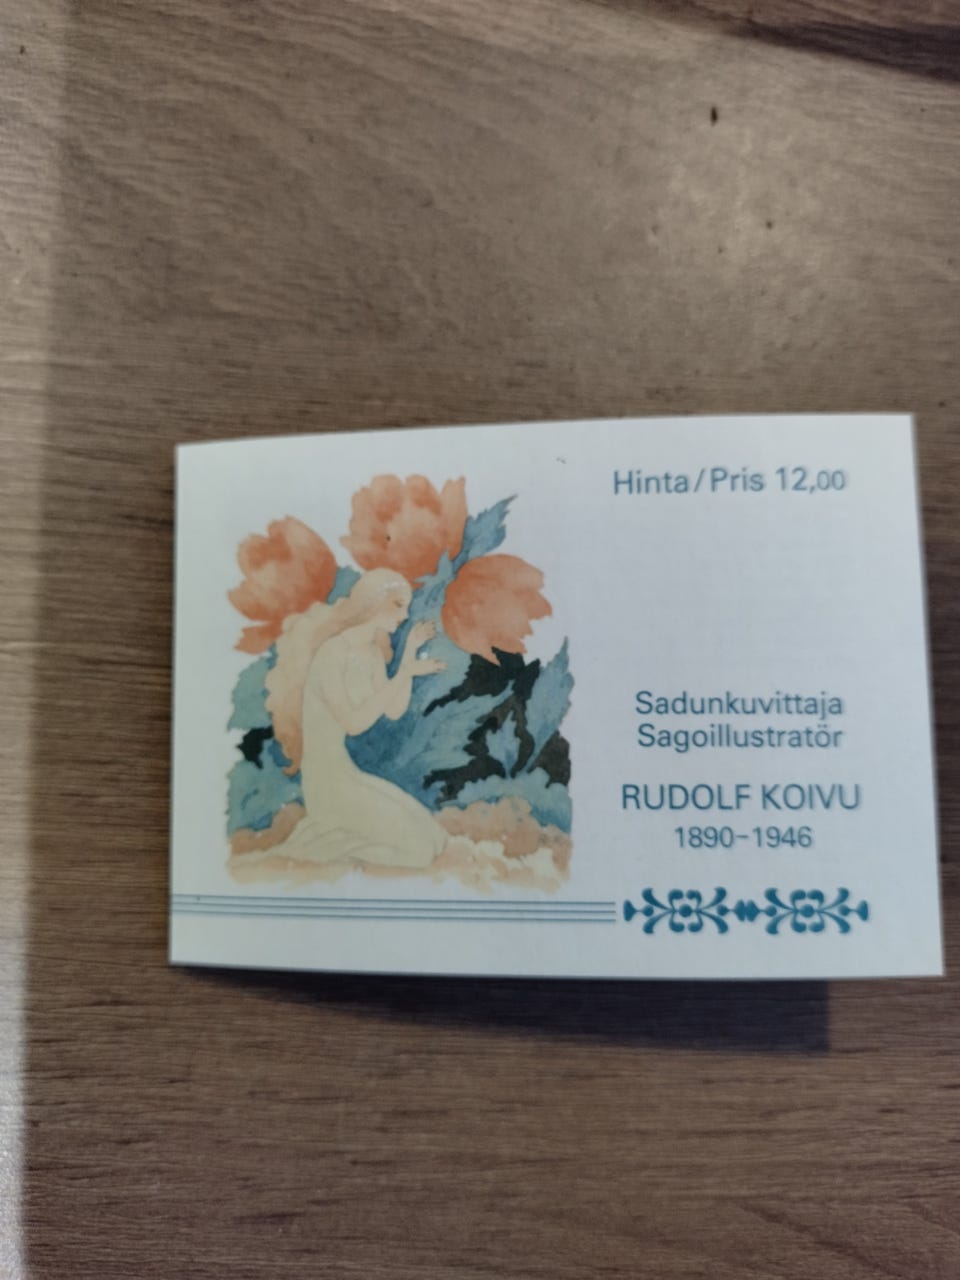 Hinta/Pris 12,00
Sadunkuvittaja
Sagoillustratör
RUDOLF KOIVU
1890-1946